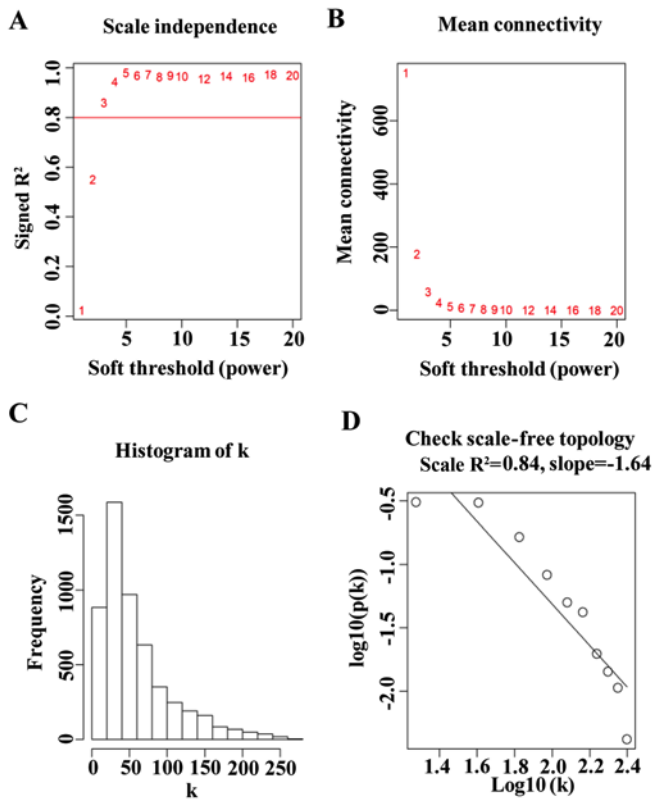 A
Scale independence
Signed R²
1.0
0.8
0.6
0.4
0.2
0.0
1
2
3
4 5 6 7 8 9 10 12 14 16 18 20
5 10 15 20
Soft threshold (power)
B
Mean connectivity
Mean connectivity
600
400
200
0
1
2
3
4 5 6 7 8 9 10 12 14 16 18 20
5 10 15 20
Soft threshold (power)
C
Histogram of k
Frequency
1500
1000
500
0
0 50 150 250
k
D
Check scale-free topology
Scale R²=0.84, slope=-1.64
log10(p(k))
-0.5
-1.0
-1.5
-2.0
1.4 1.6 1.8 2.0 2.2 2.4
Log10 (k)